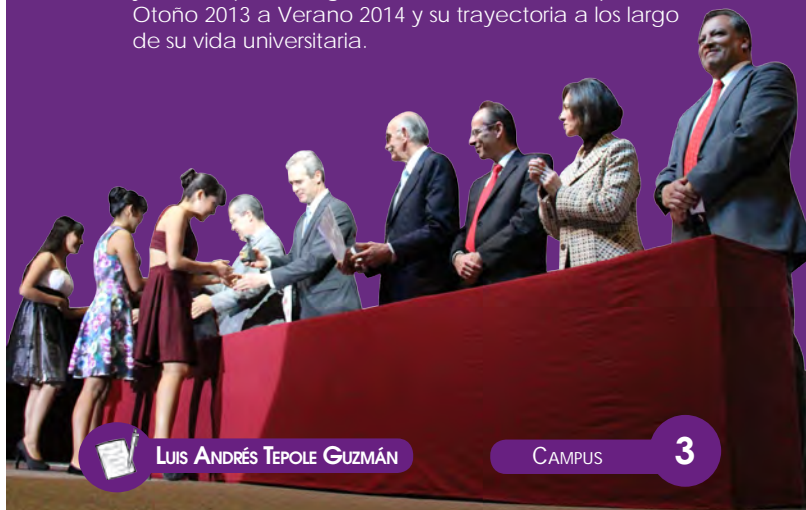 Otoño 2013 a Verano 2014 y su trayectoria a los largo
de su vida universitaria.
Luis Andrés Tepole Guzmán
Campus 3